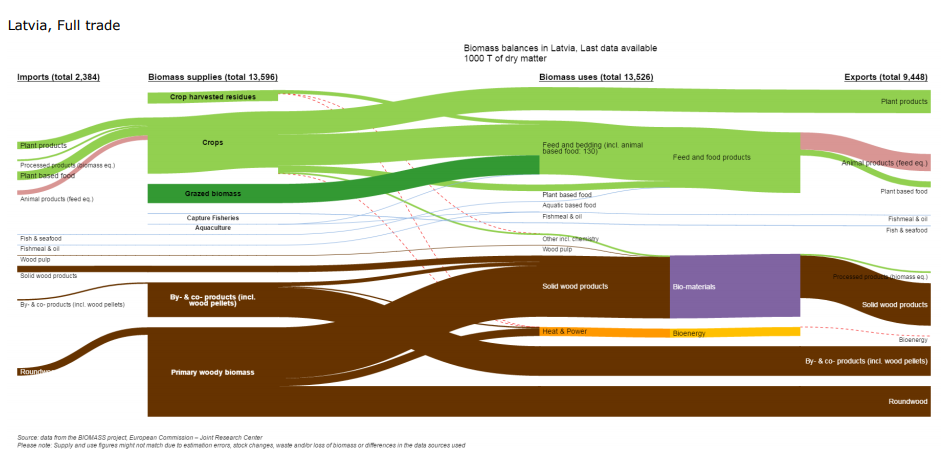 Latvia, Full trade
Biomass balances in Latvia, Last data available
1000 T of dry matter
Imports (total 2,384)
Biomass supplies (total 13,596)
Biomass uses (total 13,526)
Exports (total 9,448)
Crop harvested residues
Plant products
Crops
Plant products
Feed and bedding (incl. animal
based food: 130)
Feed and food products
Processed products (biomass eq.)
Plant based food
Animal products (feed eq.)
Animal products (feed eq.)
Grazed biomass
Plant based food
Plant based food
Aquatic based food
Capture Fisheries
Fishmeal & oil
Fishmeal & oil
Aquaculture
Fish & seafood
Fish & seafood
Other incl. chemistry
Fishmeal & oil
Wood pulp
Wood pulp
Solid wood products
Processed products (biomass eq.)
Solid wood products
Bio-materials
By- & co- products (incl.
wood pellets)
By- & co- products (incl. wood pellets)
Solid wood products
Heat & Power
Bioenergy
Bioenergy
By- & co- products (incl. wood pellets)
Primary woody biomass
Roundwood
Source: data from the BIOMASS project, European Commission – Joint Research Center
Please note: Supply and use figures might not match due to estimation errors, stock changes, waste and/or loss of biomass or differences in the data sources used